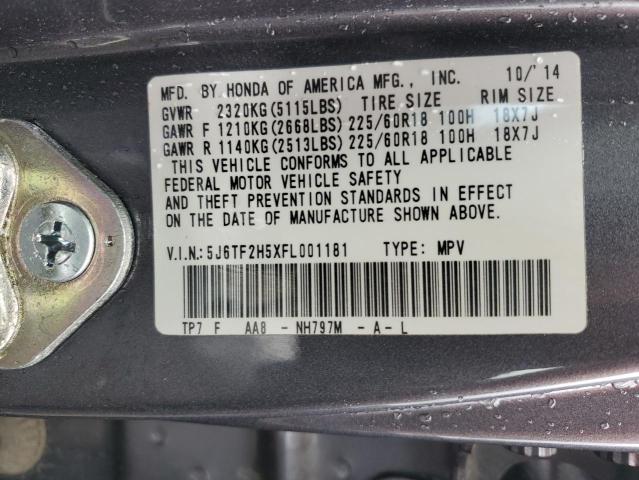 MFD. BY HONDA OF AMERICA MFG., INC. 10/'14
GVWR 2320KG(5115LBS) TIRE SIZE RIM SIZE
GAWR F 1210KG(2668LBS) 225/60R18 100H 18X7J
GAWR R 1140KG(2513LBS) 225/60R18 100H 18X7J
THIS VEHICLE CONFORMS TO ALL APPLICABLE
FEDERAL MOTOR VEHICLE SAFETY
AND THEFT PREVENTION STANDARDS IN EFFECT
ON THE DATE OF MANUFACTURE SHOWN ABOVE.
V.I.N.:5J6TF2H5XFL001181 TYPE: MPV
TP7 F AA8 - NH797M - A - L